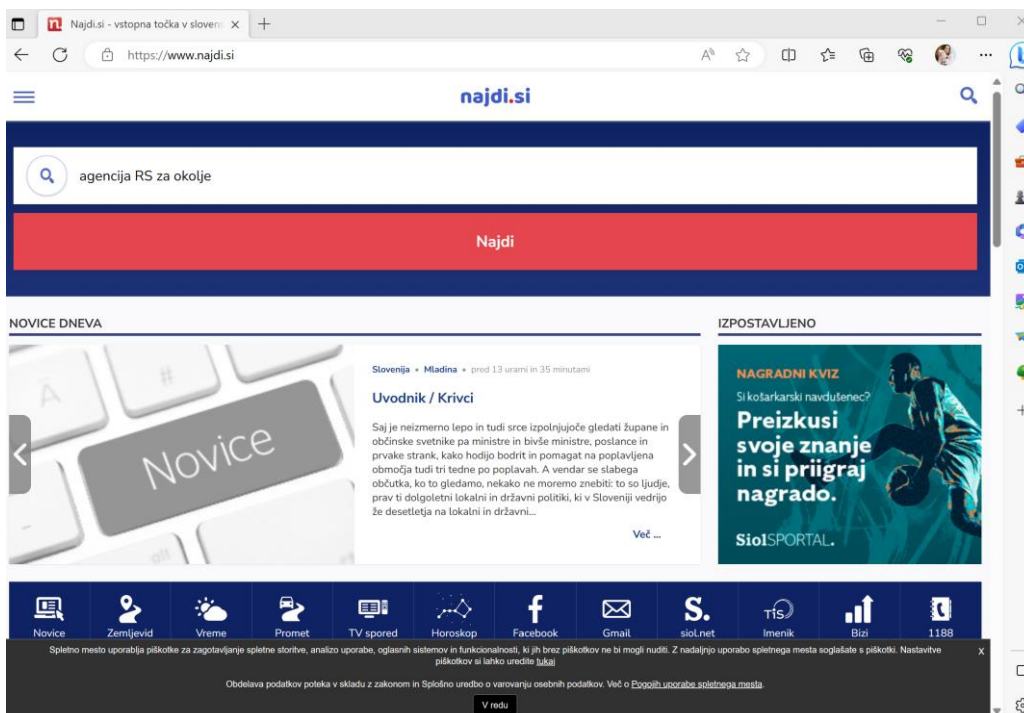 Najdi.si - vstopna točka v sloven
https://www.najdi.si
najdi.si
agencija RS za okolje
Najdi
NOVICE DNEVA
Novice
Slovenija • Mladina • pred 13 urami in 35 minutami
Uvodnik / Krivci
Saj je neizmerno lepo in tudi srce izpolnjujoče gledati župane in
občinske svetnike pa ministre in bivše ministre, poslance in
prvake strank, kako hodijo bodrit in pomagat na poplavljena
območja tudi tri tedne po poplavah. A vendar se slabega
občutka, ko to gledamo, nekako ne moremo znebiti: to so ljudje,
prav ti dolgoletni lokalni in državni politiki, ki v Sloveniji vedrijo
že desetletja na lokalni in državni...
Več ...
IZPOSTAVLJENO
NAGRADNI KVIZ
Si košarkarski navdušenec?
Preizkusi
svoje znanje
in si priigraj
nagrado.
SiolSPORTAL.
Novice Zemljevid Vreme Promet TV spored Horoskop Facebook Gmail siol.net Imenik Bizi 1188
Spletno mesto uporablja piškotke za zagotavljanje spletne storitve, analizo uporabe, oglasnih sistemov in funkcionalnosti, ki jih brez piškotkov ne bi mogli nuditi. Z nadaljnjo uporabo spletnega mesta soglašate s piškotki. Nastavitve
piškotkov si lahko uredite tukaj
X
Obdelava podatkov poteka v skladu z zakonom in Splošno uredbo o varovanju osebnih podatkov. Več o Pogojih uporabe spletnega mesta.
V redu